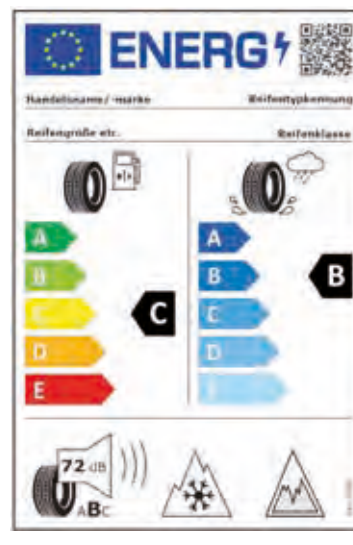 ENERG
Handelsname / -marke Reifentypkennung
Reifengröße etc. Reifenklasse
A A
B B B
C C C
D D
E
72 dB
ABC